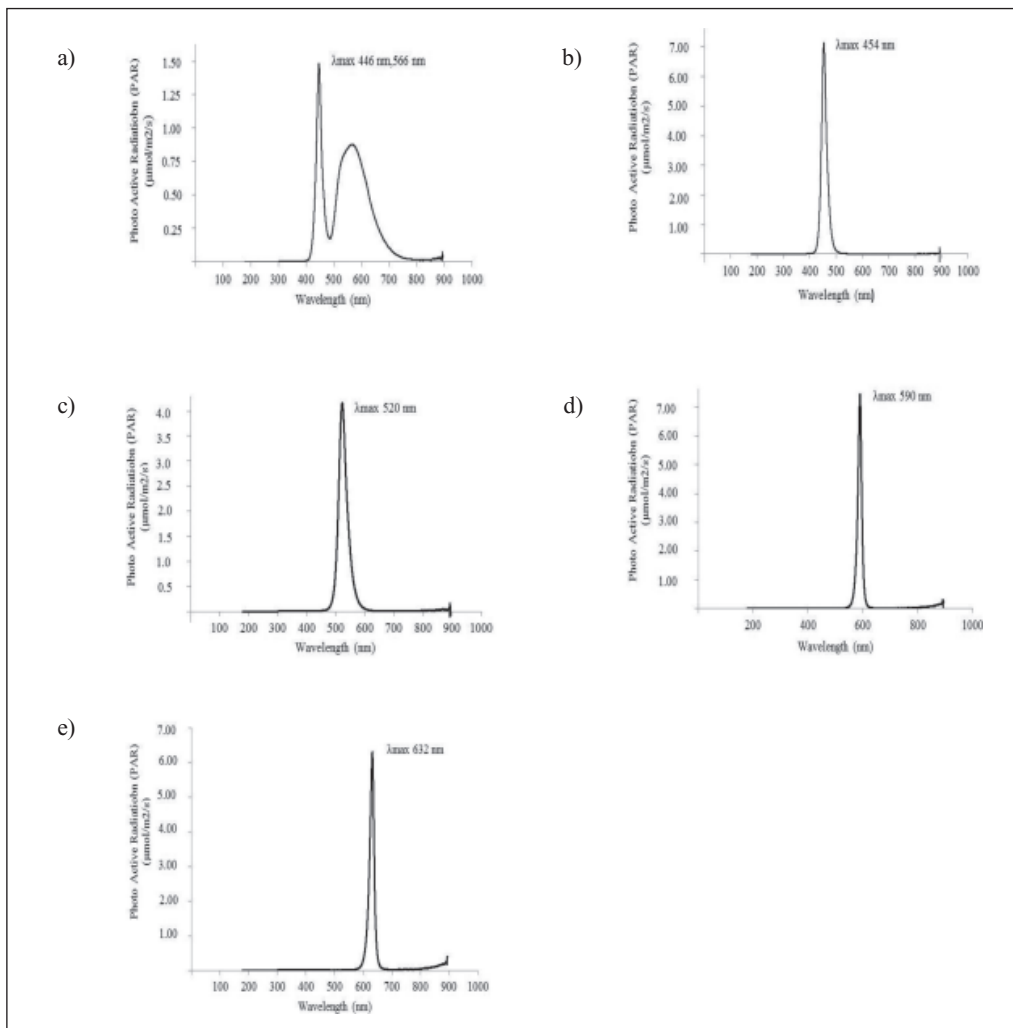 a)
λmax 446 nm,566 nm
Photo Active Radiatiobn (PAR)
(µmol/m2/s)
1.50
1.25
1.00
0.75
0.50
0.25
100 200 300 400 500 600 700 800 900 1000
Wavelength (nm)
b)
λmax 454 nm
Photo Active Radiatiobn (PAR)
(µmol/m2/s)
7.00
6.00
5.00
4.00
3.00
2.00
1.00
100 200 300 400 500 600 700 800 900 1000
Wavelength (nm)
c)
λmax 520 nm
Photo Active Radiatiobn (PAR)
(µmol/m2/s)
4.0
3.5
3.0
2.5
2.0
1.5
1.0
0.5
100 200 300 400 500 600 700 800 900 1000
Wavelength (nm)
d)
λmax 590 nm
Photo Active Radiatiobn (PAR)
(µmol/m2/s)
7.00
6.00
5.00
4.00
3.00
2.00
1.00
200 400 600 800 1000
Wavelength (nm)
e)
λmax 632 nm
Photo Active Radiatiobn (PAR)
(µmol/m2/s)
7.00
6.00
5.00
4.00
3.00
2.00
1.00
100 200 300 400 500 600 700 800 900 1000
Wavelength (nm)